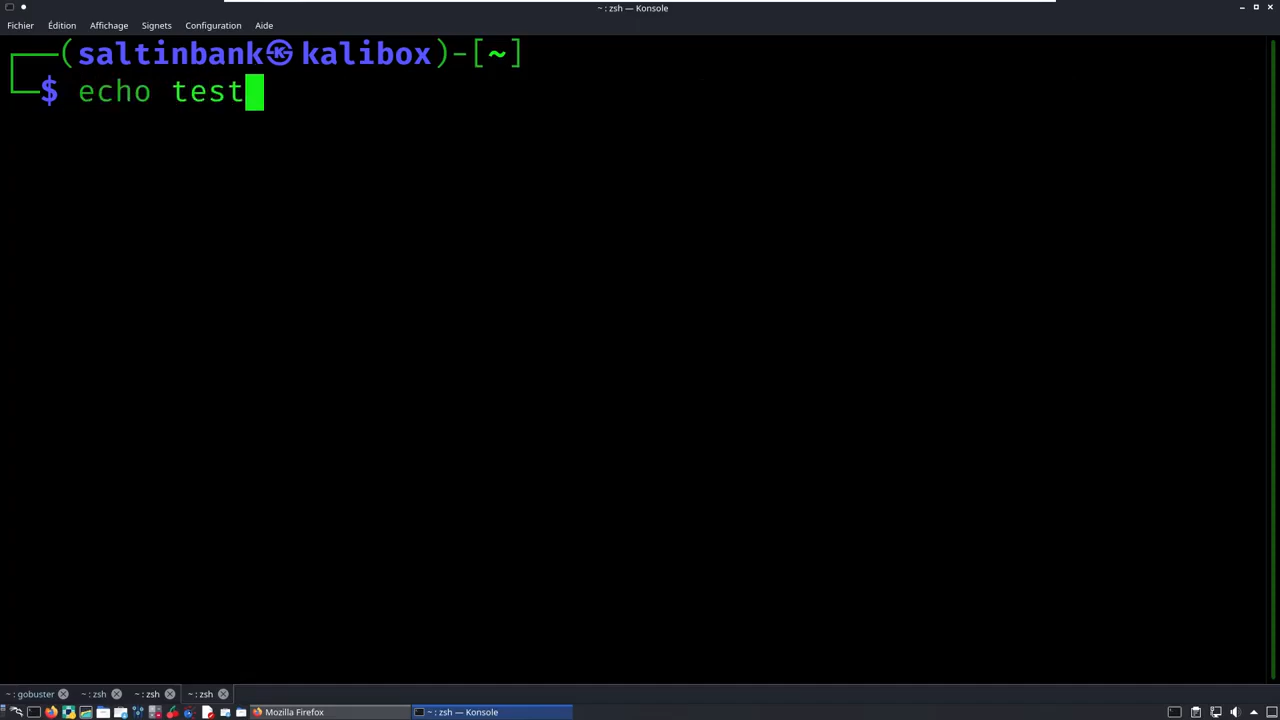 ~ : zsh — Konsole
Fichier Édition Affichage Signets Configuration Aide
┌──(saltinbank㉿kalibox)-[~]
└─$ echo test
~ : gobuster ~ : zsh ~ : zsh ~ : zsh
Mozilla Firefox ~ : zsh — Konsole